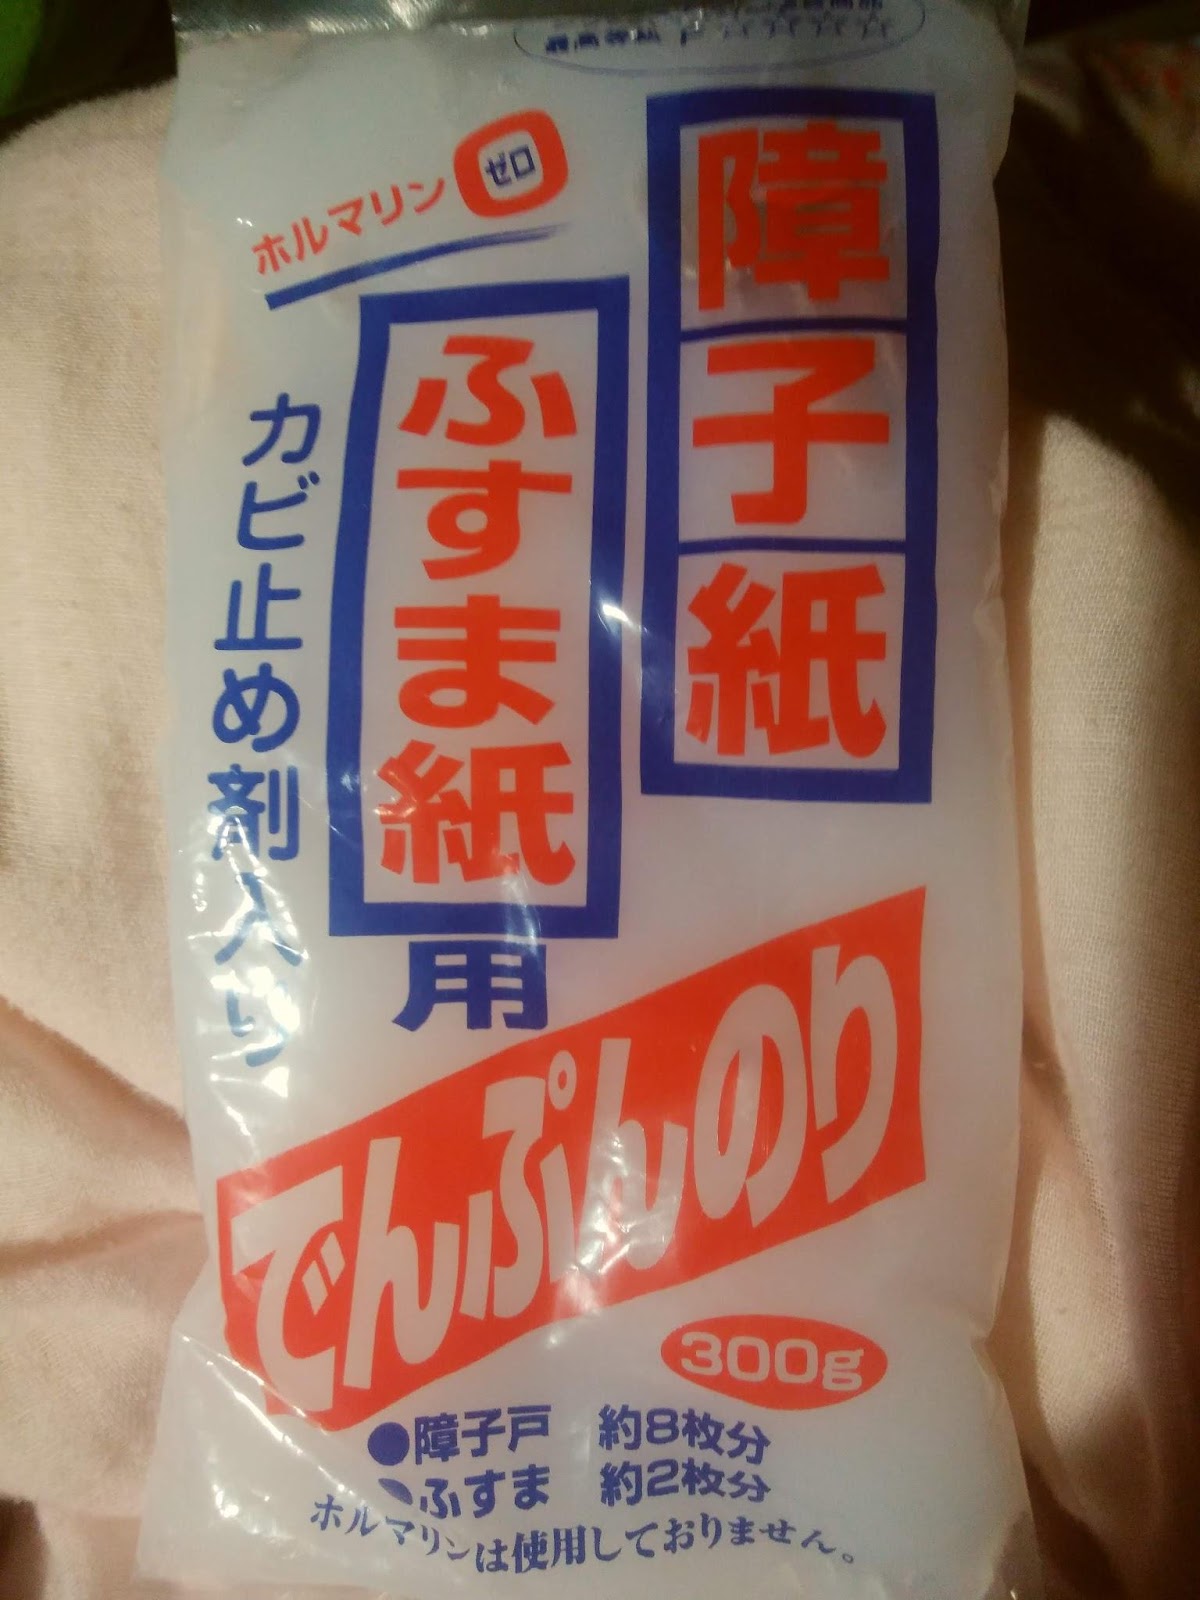 障子紙
ホルマリンゼロ
ふすま紙用
カビ止め剤入り
でんぷんのり
300g
●障子戸 約8枚分
●ふすま 約2枚分
ホルマリンは使用しておりません。